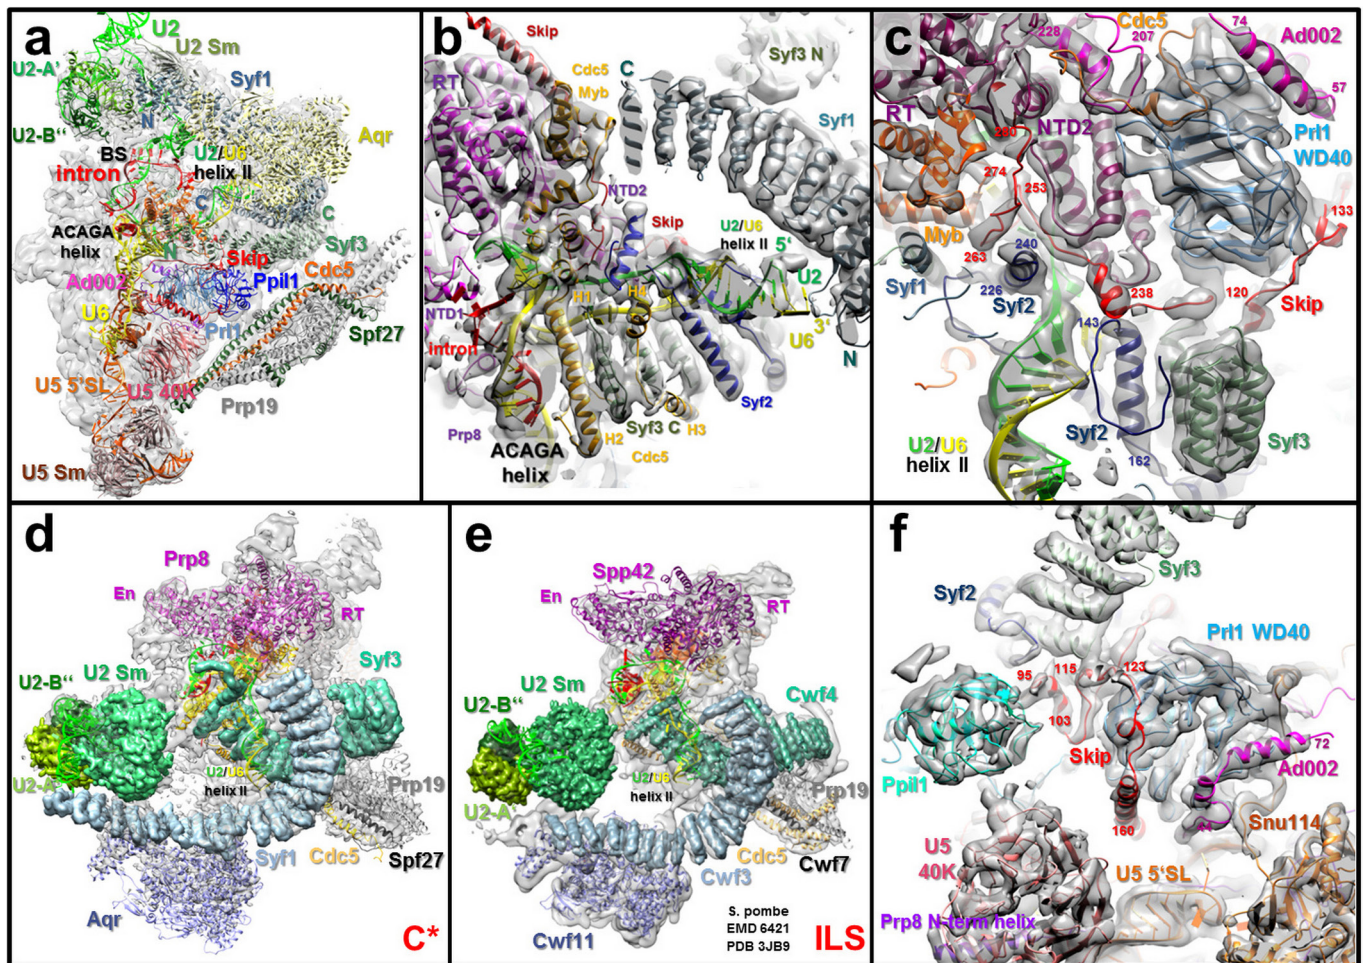 a
U2
U2 Sm
U2-A'
Syf1
N
U2-B“
Aqr
BS
U2/U6
intron
helix II
C
ACAGA
helix
N
C
Syf3
Skip
Ad002
Ppil1
Cdc5
U6
Prl1
Spf27
U5 5'SL
U5 40K
Prp19
U5 Sm
b
Skip
Syf3 N
RT
Cdc5
Myb
C
Syf1
NTD2
Skip
U2/U6
helix II
5‘
U2
NTD1
H1
H4
U6
3‘
intron
N
Prp8
Syf2
ACAGA
helix
H2
Syf3 C
H3
Cdc5
c
228
Cdc5
207
74
Ad002
57
RT
280
NTD2
Prl1
WD40
274
253
133
Myb
263
240
Syf1
226
Syf2
238
120
Skip
143
U2/U6
helix II
Syf2
162
Syf3
d
Prp8
En
RT
Syf3
U2-B“
U2 Sm
U2/U6
helix II
U2-A'
Prp19
Syf1
Cdc5
Spf27
Aqr
C*
e
Spp42
En
RT
U2-B“
U2 Sm
Cwf4
U2/U6
helix II
U2-A'
Prp19
Cdc5
Cwf7
Cwf3
Cwf11
S. pombe
EMD 6421
PDB 3JB9
ILS
f
Syf3
Syf2
Prl1 WD40
95
115
123
103
Skip
72
Ad002
Ppil1
160
Snu114
U5
40K
U5 5‘SL
Prp8 N-term helix